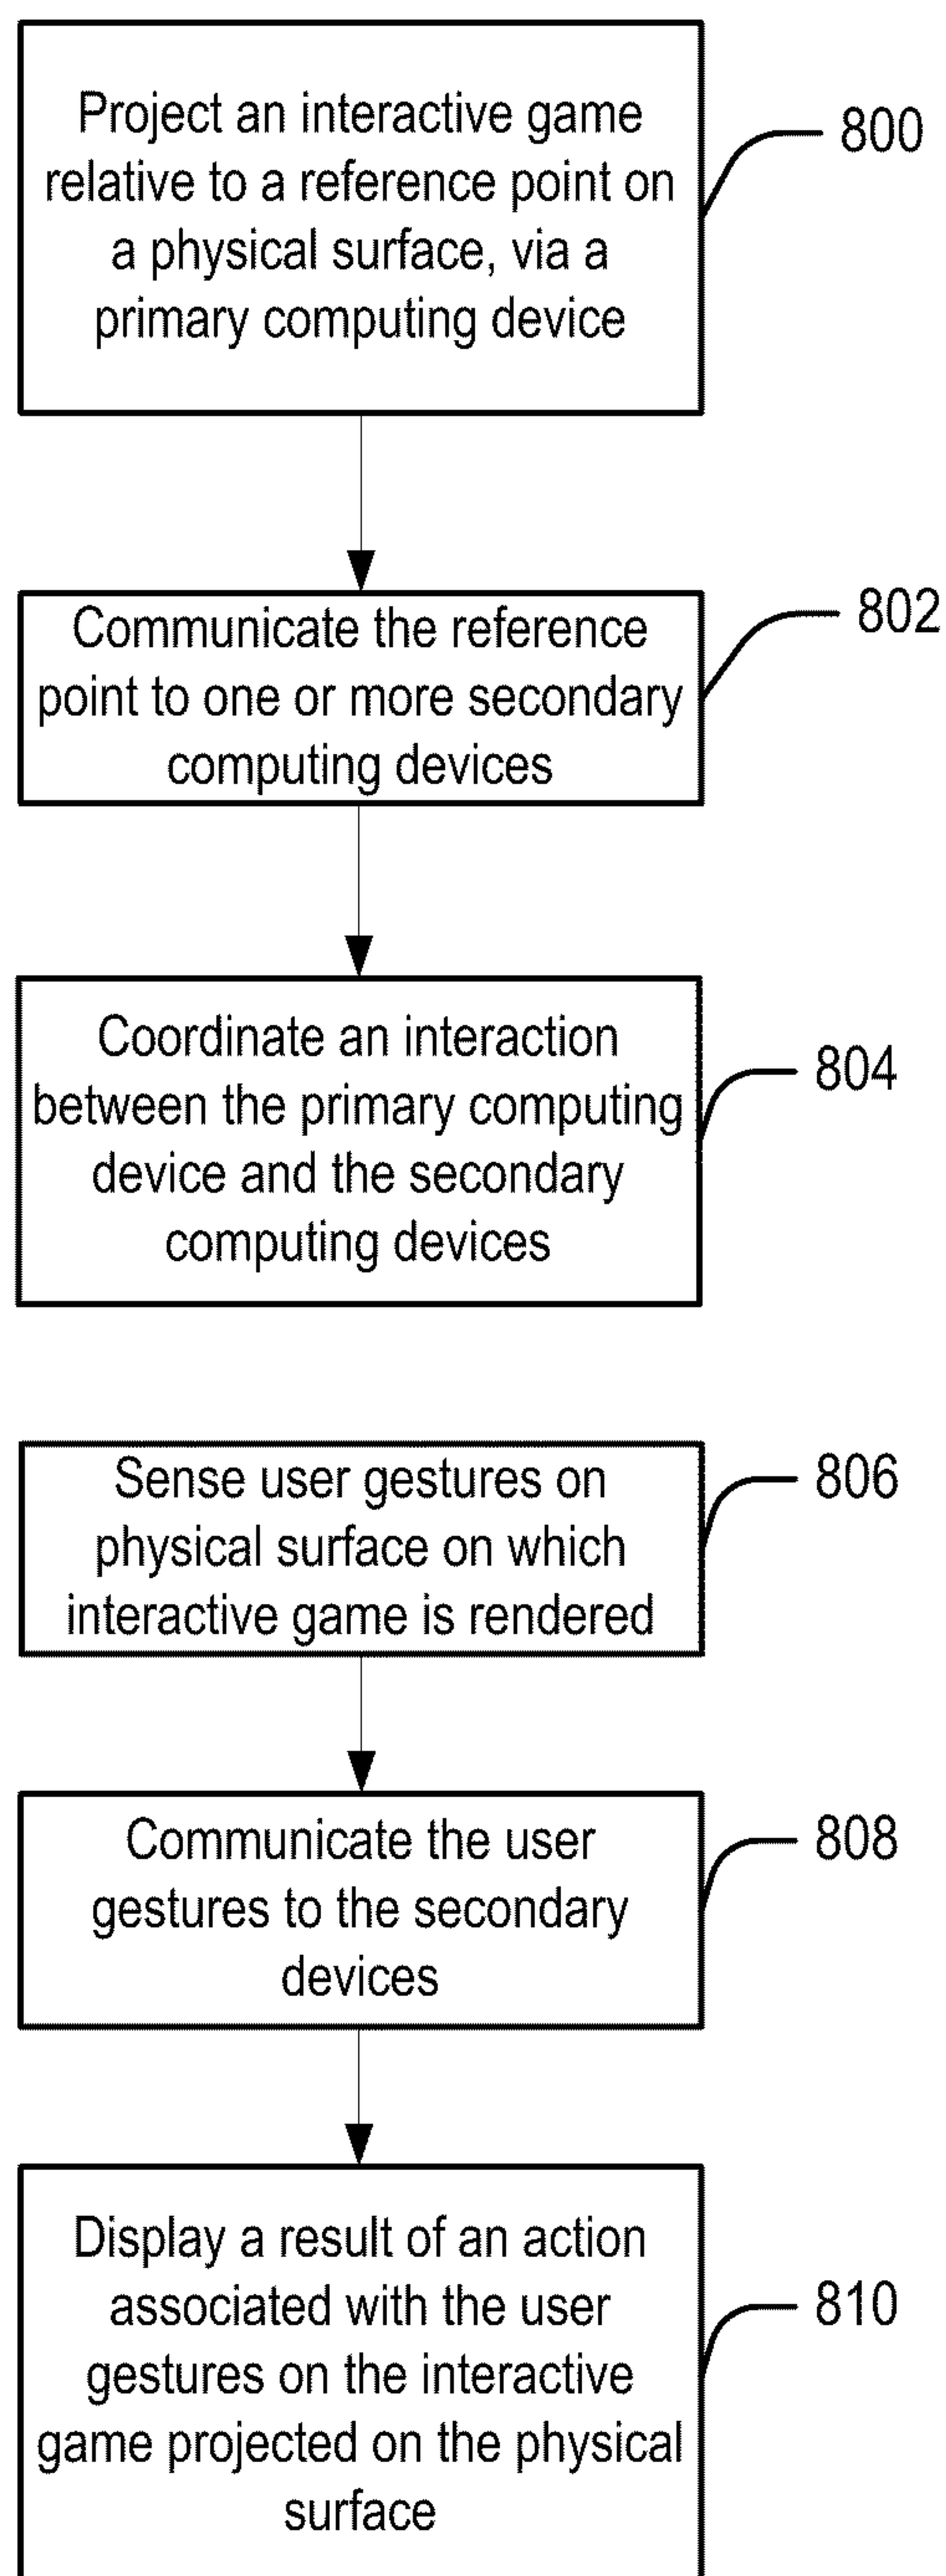 Project an interactive game
relative to a reference point on
a physical surface, via a
primary computing device
800
Communicate the reference
point to one or more secondary
computing devices
802
Coordinate an interaction
between the primary computing
device and the secondary
computing devices
804
Sense user gestures on
physical surface on which
interactive game is rendered
806
Communicate the user
gestures to the secondary
devices
808
Display a result of an action
associated with the user
gestures on the interactive
game projected on the physical
surface
810